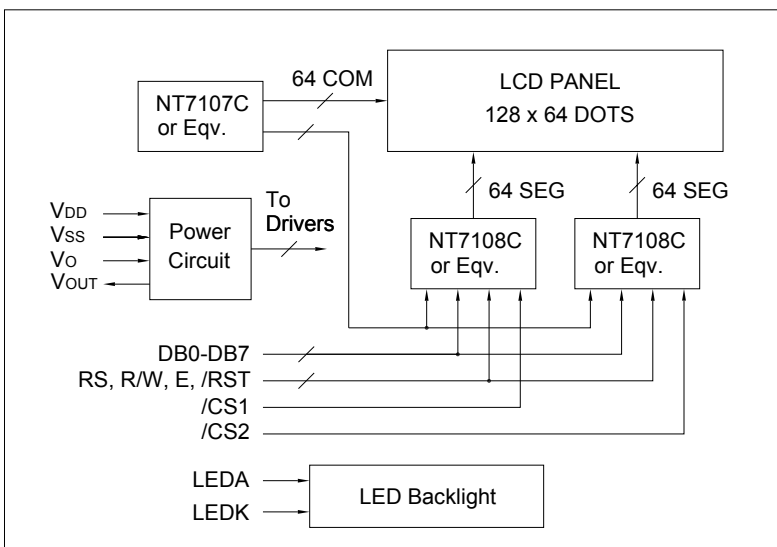 64 COM
NT7107C
or Eqv.
LCD PANEL
128 x 64 DOTS
64 SEG
64 SEG
VDD
VSS
VO
VOUT
Power
Circuit
To
Drivers
NT7108C
or Eqv.
NT7108C
or Eqv.
DB0-DB7
RS, R/W, E, /RST
/CS1
/CS2
LEDA
LEDK
LED Backlight